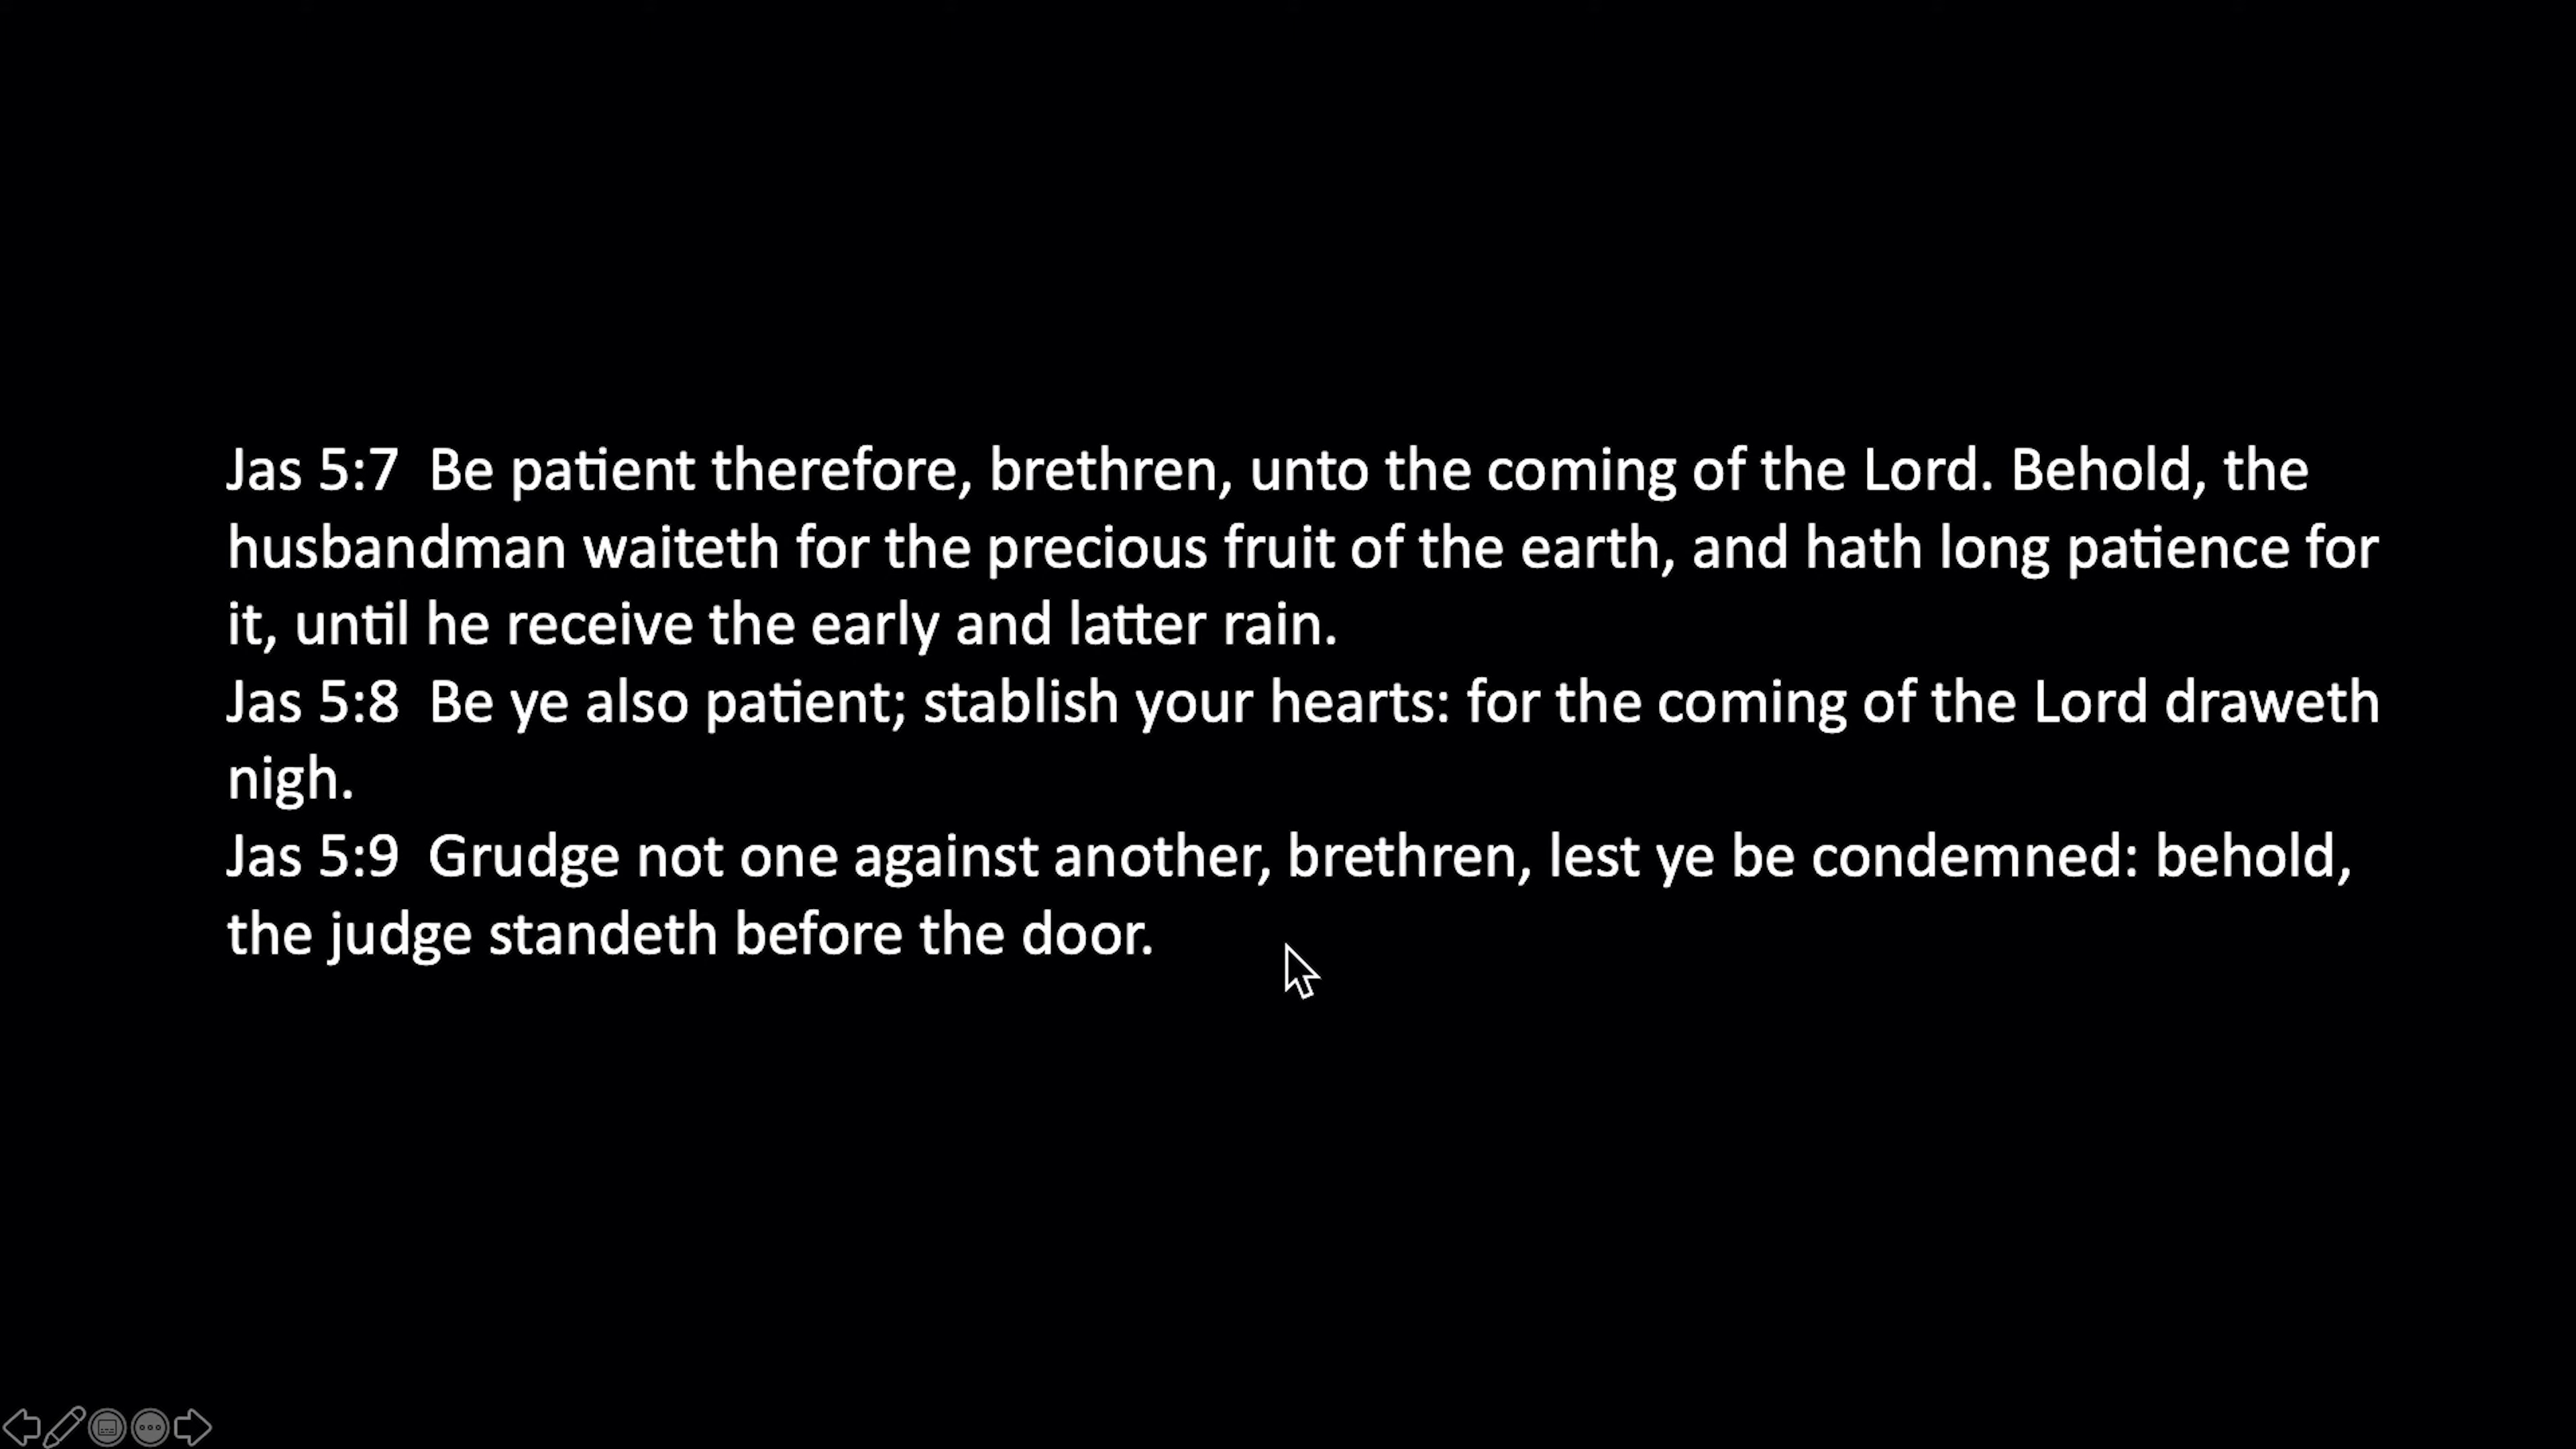 Jas 5:7  Be patient therefore, brethren, unto the coming of the Lord. Behold, the
husbandman waiteth for the precious fruit of the earth, and hath long patience for
it, until he receive the early and latter rain.
Jas 5:8  Be ye also patient; stablish your hearts: for the coming of the Lord draweth
nigh.
Jas 5:9  Grudge not one against another, brethren, lest ye be condemned: behold,
the judge standeth before the door.